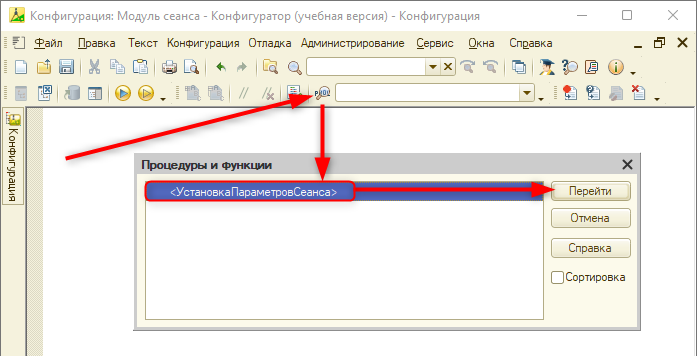 Конфигурация: Модуль сеанса - Конфигуратор (учебная версия) - Конфигурация
Файл Правка Текст Конфигурация Отладка Администрирование Сервис Окна Справка
Конфигурация
Процедуры и функции
<УстановкаПараметровСеанса>
Перейти
Отмена
Справка
Сортировка